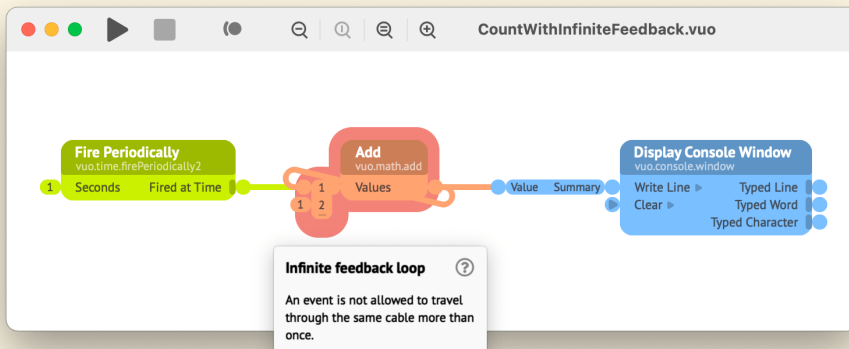 CountWithInfiniteFeedback.vuo
Fire Periodically
vuo.time.firePeriodically2
1 Seconds Fired at Time
Add
vuo.math.add
1 Values
1 2
...
Value Summary
Display Console Window
vuo.console.window
Write Line Typed Line
Clear Typed Word
Typed Character
Infinite feedback loop ?
An event is not allowed to travel
through the same cable more than
once.